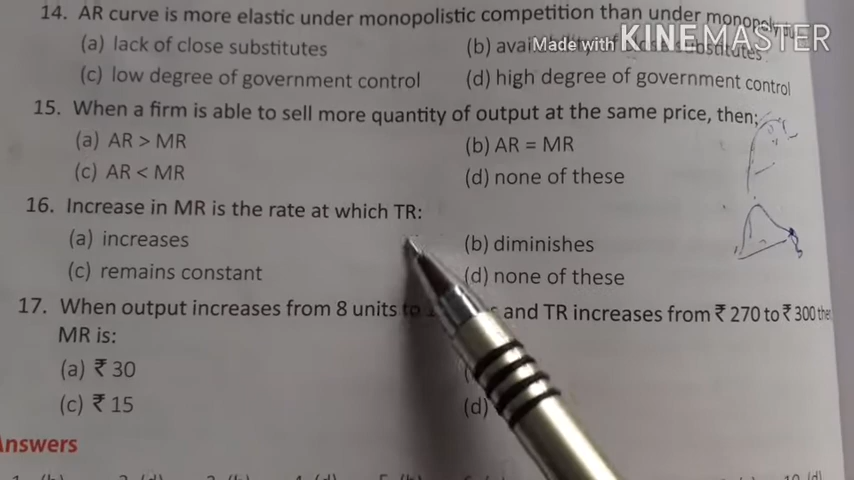 14. AR curve is more elastic under monopolistic competition than under monopoly
(a) lack of close substitutes
(b) substitutes
Made with KINEMASTER
(c) low degree of government control
(d) high degree of government control
15. When a firm is able to sell more quantity of output at the same price, then:
(a) AR > MR
(b) AR = MR
(c) AR < MR
(d) none of these
16. Increase in MR is the rate at which TR:
(a) increases
(b) diminishes
(c) remains constant
(d) none of these
17. When output increases from 8 units to and TR increases from ₹ 270 to ₹ 300 the
MR is:
(a) ₹ 30
(c) ₹ 15
(d)
nswers